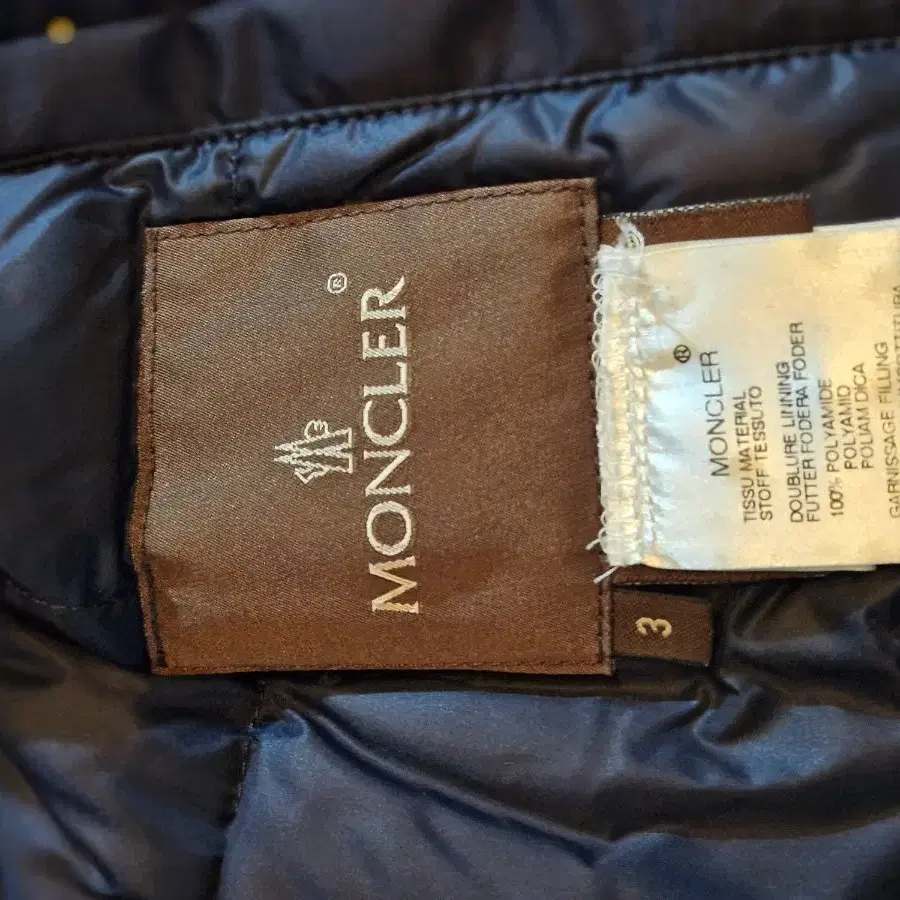 MONCLER
®
3
MONCLER®
TISSU MATERIAL
STOFF TESSUTO
DOUBLURE LINNING
FUTTER FODERA FODER
100% POLYAMIDE
POLYAMID
POLIAM DICA
GARNISSAGE FILLING